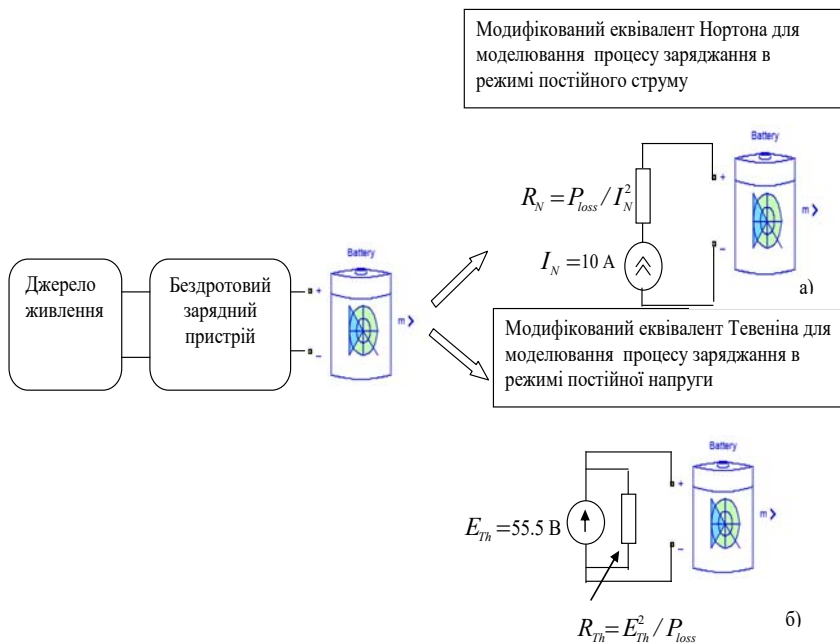 Модифікований еквівалент Нортона для
моделювання процесу заряджання в
режимі постійного струму
Battery
+
R_N = P_loss / I_N^2
m
−
I_N = 10 А
а)
Джерело
живлення
Бездротовий
зарядний
пристрій
Battery
+
m
−
Модифікований еквівалент Тевеніна для
моделювання процесу заряджання в
режимі постійної напруги
Battery
+
m
E_Th = 55.5 В
−
R_Th = E_Th^2 / P_loss
б)